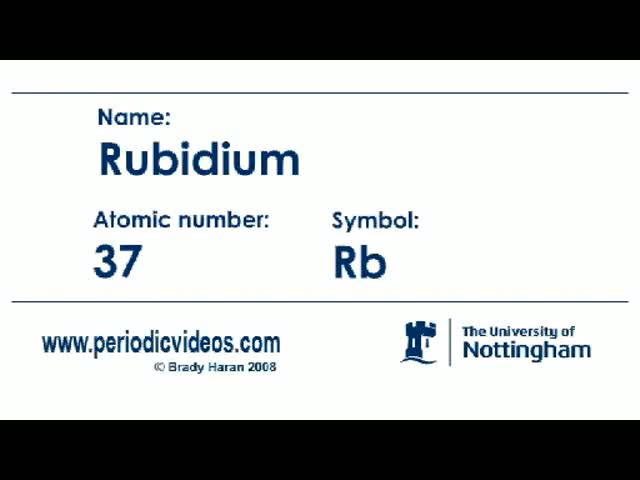 Name:
Rubidium
Atomic number: Symbol:
37 Rb
www.periodicvideos.com
© Brady Haran 2008
The University of
Nottingham